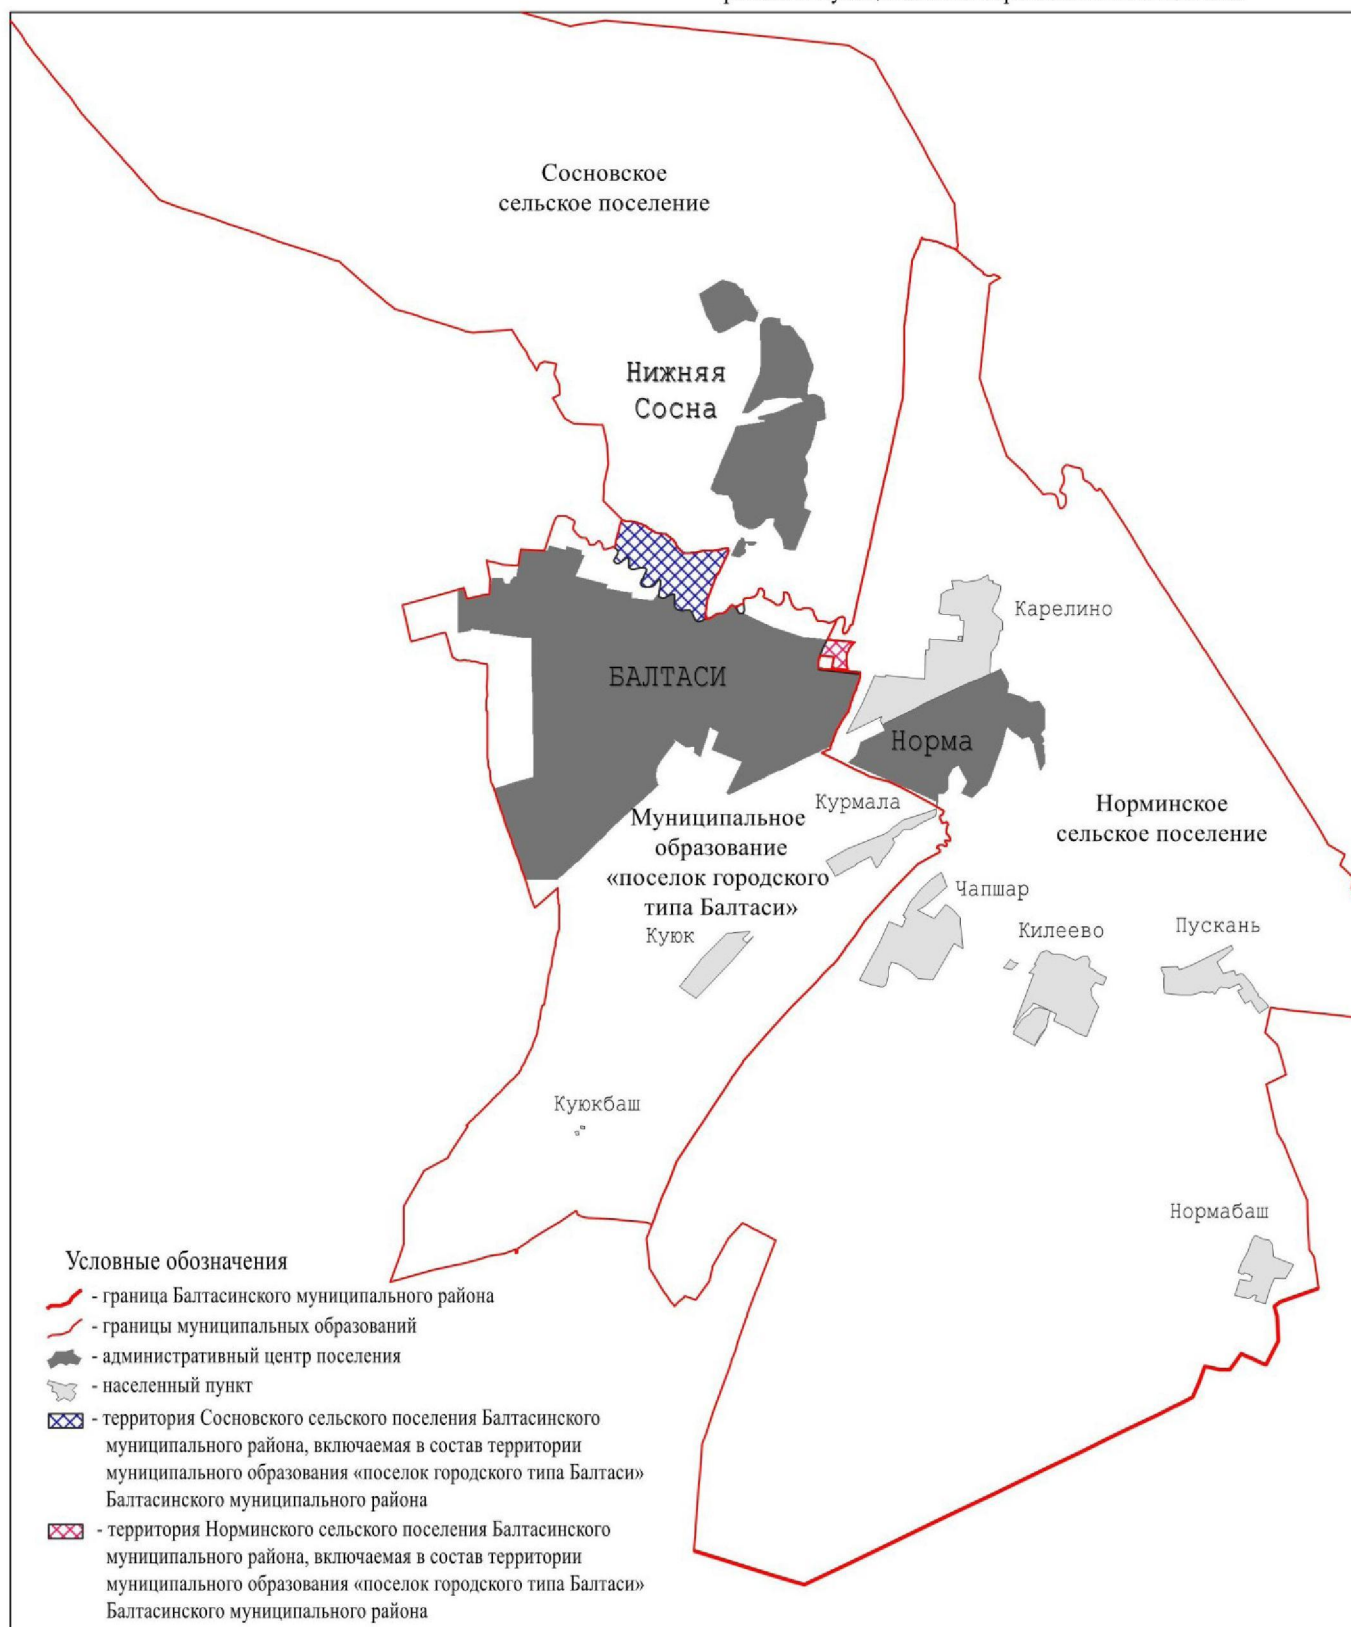 Сосновское
сельское поселение
Нижняя
Сосна
Карелино
БАЛТАСИ
Норма
Курмала
Норминское
сельское поселение
Муниципальное
образование
«поселок городского
типа Балтаси»
Чапшар
Куюк
Килеево
Пускань
Куюкбаш
Нормабаш
Условные обозначения
- граница Балтасинского муниципального района
- границы муниципальных образований
- административный центр поселения
- населенный пункт
- территория Сосновского сельского поселения Балтасинского
муниципального района, включаемая в состав территории
муниципального образования «поселок городского типа Балтаси»
Балтасинского муниципального района
- территория Норминского сельского поселения Балтасинского
муниципального района, включаемая в состав территории
муниципального образования «поселок городского типа Балтаси»
Балтасинского муниципального района